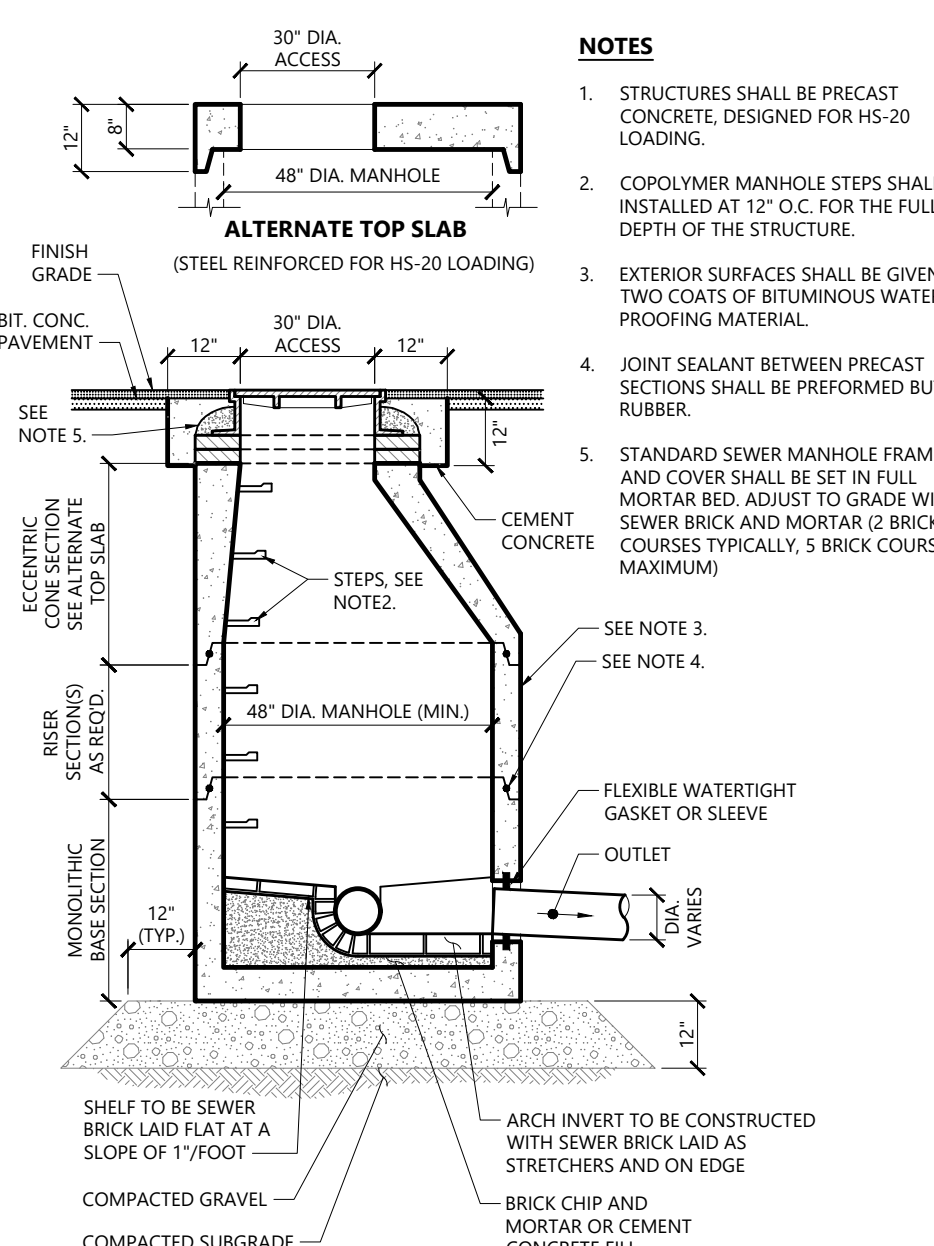 30" DIA.
ACCESS
12"
8"
48" DIA. MANHOLE
ALTERNATE TOP SLAB
(STEEL REINFORCED FOR HS-20 LOADING)
FINISH
GRADE
BIT. CONC.
PAVEMENT
12"
30" DIA.
ACCESS
12"
SEE
NOTE 5.
12"
CEMENT
CONCRETE
ECCENTRIC
CONE SECTION
SEE ALTERNATE
TOP SLAB
STEPS, SEE
NOTE2.
SEE NOTE 3.
SEE NOTE 4.
RISER
SECTION(S)
AS REQ'D.
48" DIA. MANHOLE (MIN.)
FLEXIBLE WATERTIGHT
GASKET OR SLEEVE
OUTLET
MONOLITHIC
BASE SECTION
12"
(TYP.)
DIA.
VARIES
12"
SHELF TO BE SEWER
BRICK LAID FLAT AT A
SLOPE OF 1"/FOOT
COMPACTED GRAVEL
COMPACTED SUBGRADE
ARCH INVERT TO BE CONSTRUCTED
WITH SEWER BRICK LAID AS
STRETCHERS AND ON EDGE
BRICK CHIP AND
MORTAR OR CEMENT
CONCRETE FILL
NOTES
1. STRUCTURES SHALL BE PRECAST
CONCRETE, DESIGNED FOR HS-20
LOADING.
2. COPOLYMER MANHOLE STEPS SHALL
INSTALLED AT 12" O.C. FOR THE FULL
DEPTH OF THE STRUCTURE.
3. EXTERIOR SURFACES SHALL BE GIVEN
TWO COATS OF BITUMINOUS WATER
PROOFING MATERIAL.
4. JOINT SEALANT BETWEEN PRECAST
SECTIONS SHALL BE PREFORMED
RUBBER.
5. STANDARD SEWER MANHOLE FRAM
AND COVER SHALL BE SET IN FULL
MORTAR BED. ADJUST TO GRADE
SEWER BRICK AND MORTAR (2 BRICK
COURSES TYPICALLY, 5 BRICK COURS
MAXIMUM)